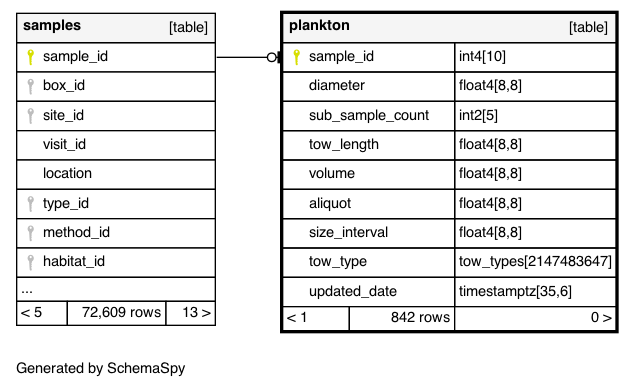 samples [table]
sample_id
box_id
site_id
visit_id
location
type_id
method_id
habitat_id
...
< 5 72,609 rows 13 >
plankton [table]
sample_id int4[10]
diameter float4[8,8]
sub_sample_count int2[5]
tow_length float4[8,8]
volume float4[8,8]
aliquot float4[8,8]
size_interval float4[8,8]
tow_type tow_types[2147483647]
updated_date timestamptz[35,6]
< 1 842 rows 0 >
Generated by SchemaSpy